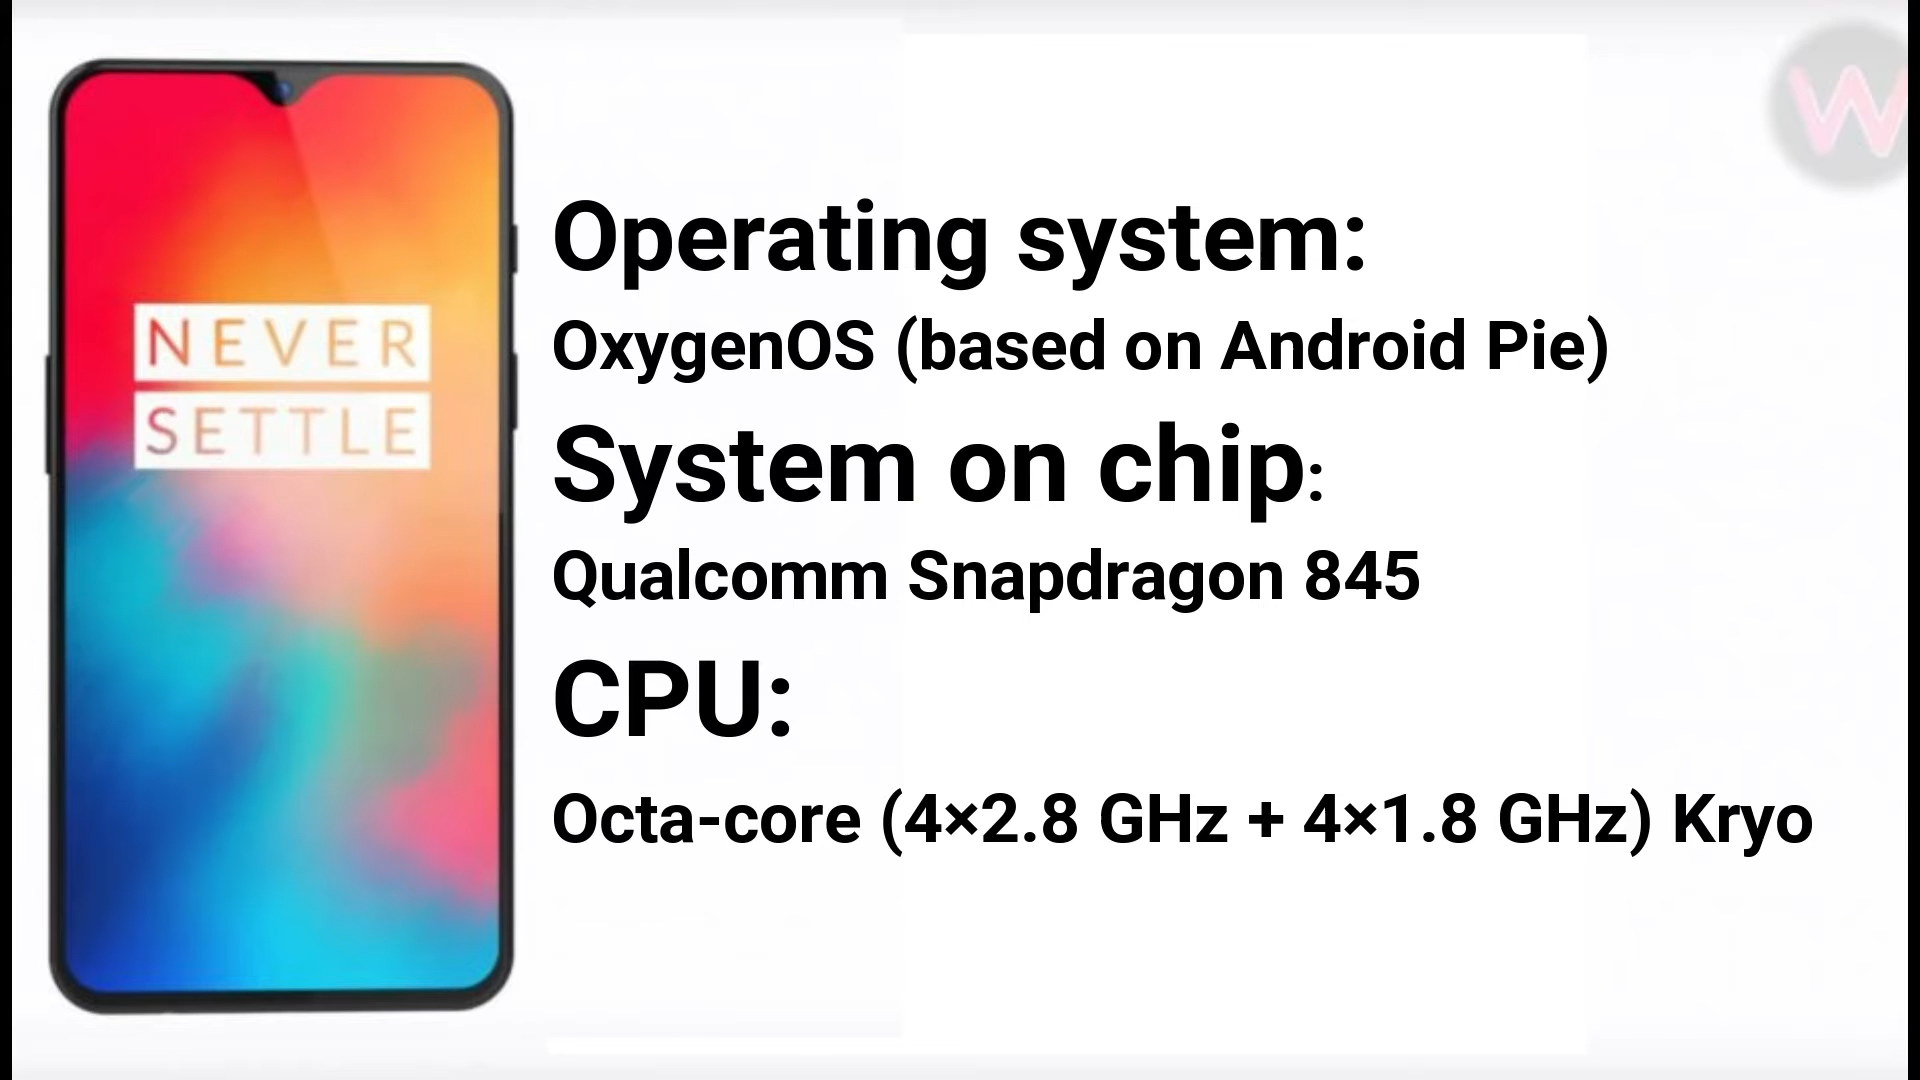 NEVER
SETTLE
Operating system:
OxygenOS (based on Android Pie)
System on chip:
Qualcomm Snapdragon 845
CPU:
Octa-core (4×2.8 GHz + 4×1.8 GHz) Kryo
W